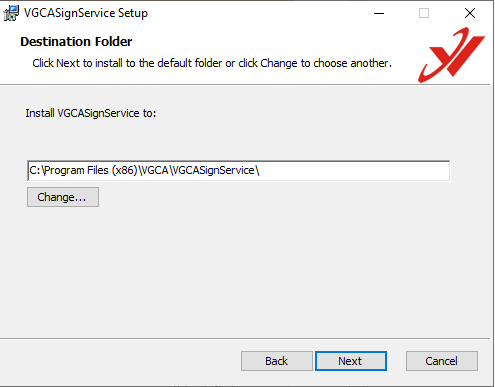 VGCASignService Setup
Destination Folder
Click Next to install to the default folder or click Change to choose another.
Install VGCASignService to:
C:\Program Files (x86)\VGCA\VGCASignService\
Change...
Back Next Cancel